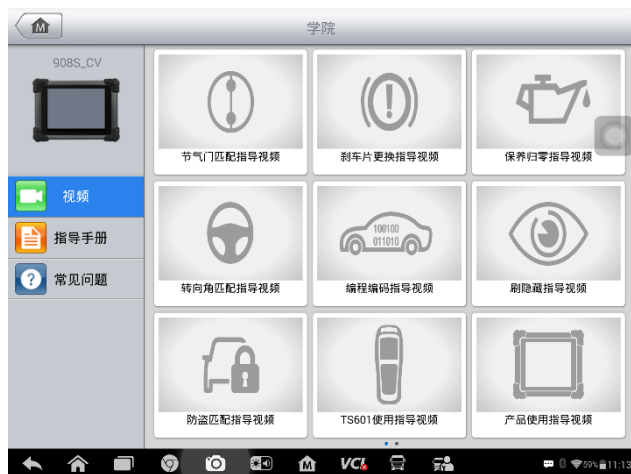 学院
908S_CV
视频
指导手册
常见问题
节气门匹配指导视频
刹车片更换指导视频
保养归零指导视频
转向角匹配指导视频
100100
011010
编程编码指导视频
刷隐藏指导视频
防盗匹配指导视频
TS601使用指导视频
产品使用指导视频
VCI
59%
11:13